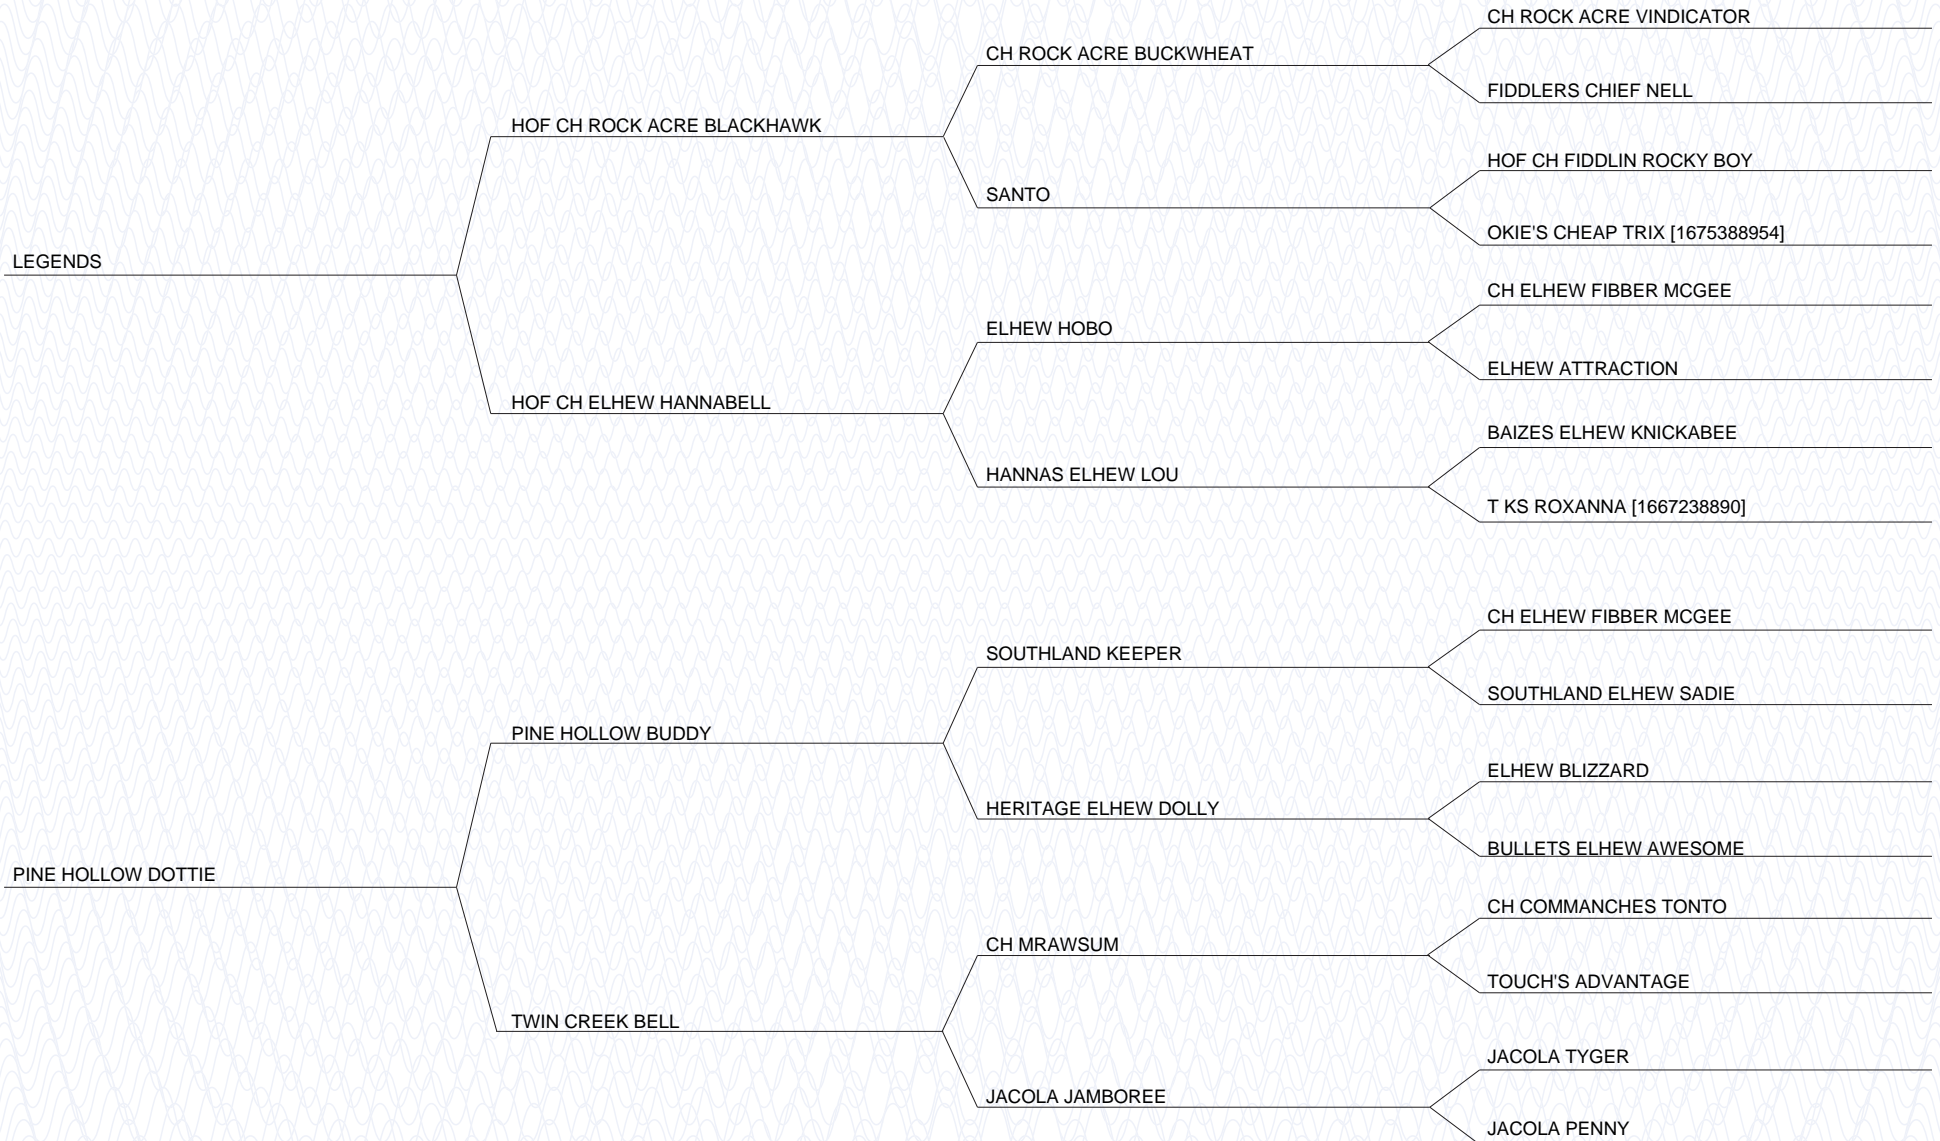 CH ROCK ACRE VINDICATOR
CH ROCK ACRE BUCKWHEAT
FIDDLERS CHIEF NELL
HOF CH ROCK ACRE BLACKHAWK
HOF CH FIDDLIN ROCKY BOY
SANTO
OKIE'S CHEAP TRIX [1675388954]
LEGENDS
CH ELHEW FIBBER MCGEE
ELHEW HOBO
ELHEW ATTRACTION
HOF CH ELHEW HANNABELL
BAIZES ELHEW KNICKABEE
HANNAS ELHEW LOU
T KS ROXANNA [1667238890]
CH ELHEW FIBBER MCGEE
SOUTHLAND KEEPER
SOUTHLAND ELHEW SADIE
PINE HOLLOW BUDDY
ELHEW BLIZZARD
HERITAGE ELHEW DOLLY
BULLETS ELHEW AWESOME
PINE HOLLOW DOTTIE
CH COMMANCHES TONTO
CH MRAWSUM
TOUCH'S ADVANTAGE
TWIN CREEK BELL
JACOLA TYGER
JACOLA JAMBOREE
JACOLA PENNY